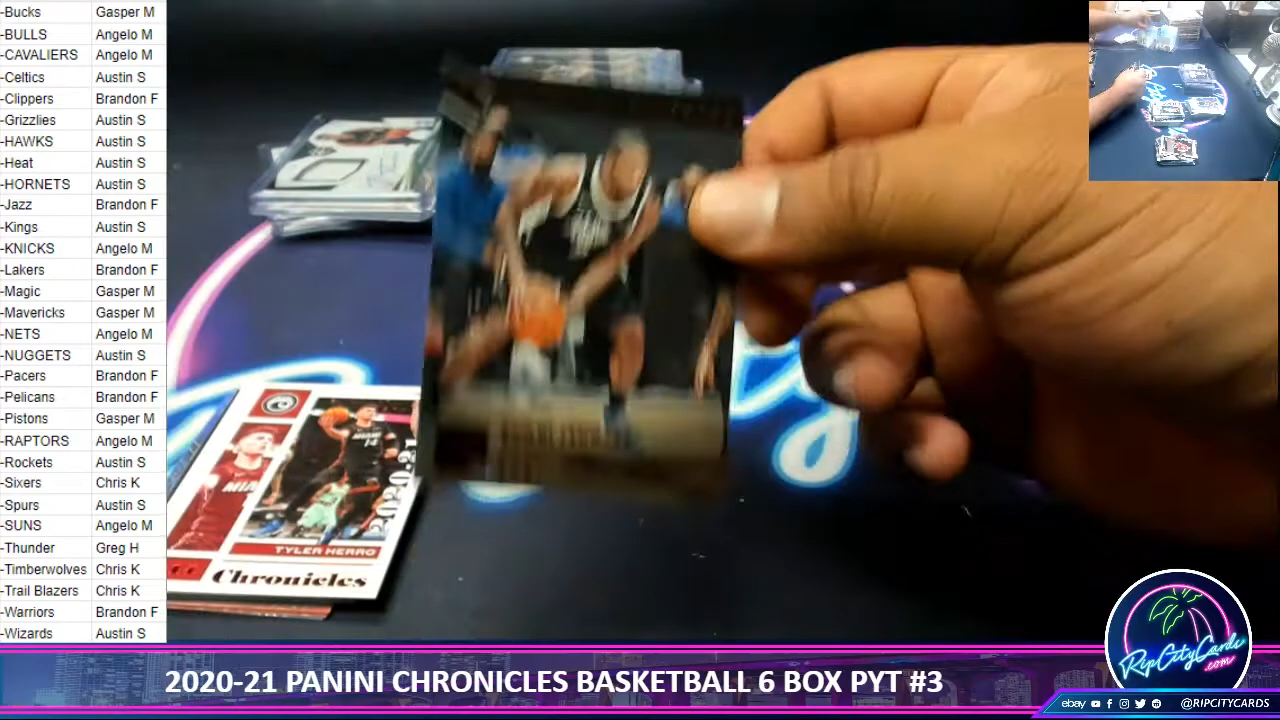 -Bucks Gasper M
-BULLS Angelo M
-CAVALIERS Angelo M
-Celtics Austin S
-Clippers Brandon F
-Grizzlies Austin S
-HAWKS Austin S
-Heat Austin S
-HORNETS Austin S
-Jazz Brandon F
-Kings Austin S
-KNICKS Angelo M
-Lakers Brandon F
-Magic Gasper M
-Mavericks Gasper M
-NETS Angelo M
-NUGGETS Austin S
-Pacers Brandon F
-Pelicans Brandon F
-Pistons Gasper M
-RAPTORS Angelo M
-Rockets Austin S
-Sixers Chris K
-Spurs Austin S
-SUNS Angelo M
-Thunder Greg H
-Timberwolves Chris K
-Trail Blazers Chris K
-Warriors Brandon F
-Wizards Austin S
MIAMI
14
2020-21
TYLER HERRO
Chronicles
2020-21 PANINI CHRONICLES BASKETBALL 6 BOX PYT #3
RipCityCards
.com
ebay @RIPCITYCARDS